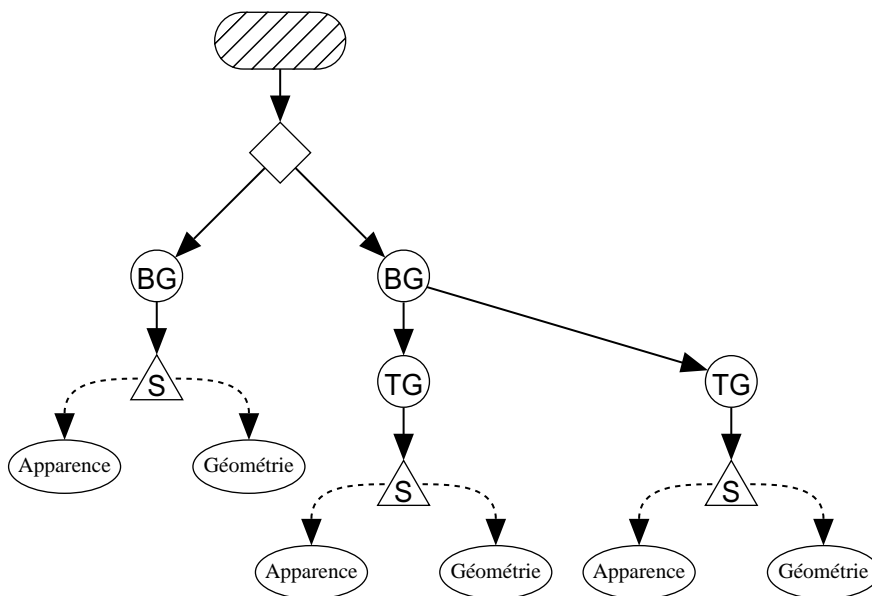 BG
BG
S
TG
TG
Apparence
Géométrie
S
S
Apparence
Géométrie
Apparence
Géométrie